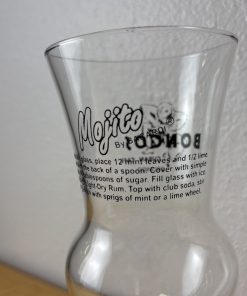 Mojito
By
BONGOS
glass, place 12 mint leaves and 1/2 lime
the back of a spoon. Cover with simple
teaspoons of sugar. Fill glass with ice
Light-Dry Rum. Top with club soda, stir
with sprigs of mint or a lime wheel.